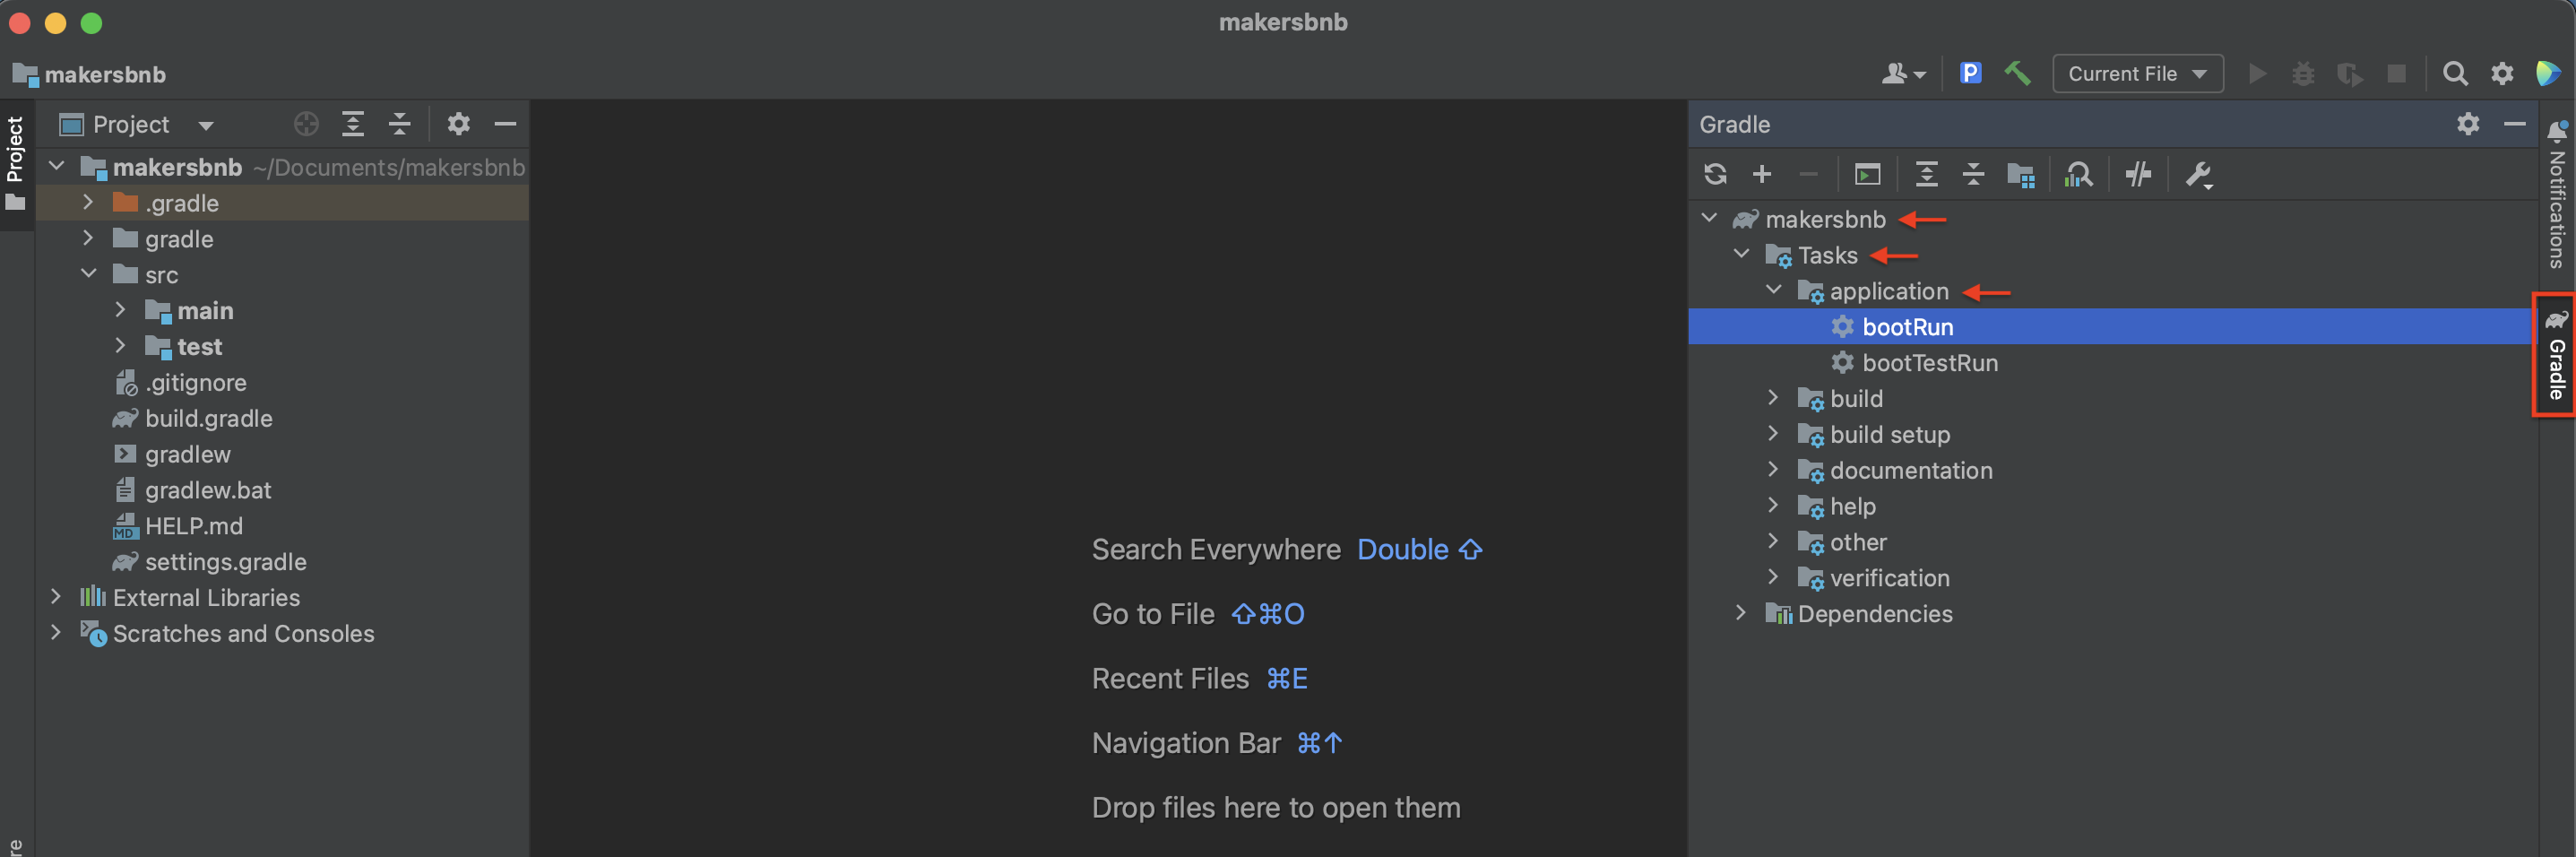 makersbnb
makersbnb
Current File
Project
Project
makersbnb ~/Documents/makersbnb
.gradle
gradle
src
main
test
.gitignore
build.gradle
gradlew
gradlew.bat
MD HELP.md
settings.gradle
External Libraries
Scratches and Consoles
Search Everywhere Double ⇧
Go to File ⇧⌘O
Recent Files ⌘E
Navigation Bar ⌘↑
Drop files here to open them
Gradle
makersbnb
Tasks
application
bootRun
bootTestRun
build
build setup
documentation
help
other
verification
Dependencies
Notifications
Gradle